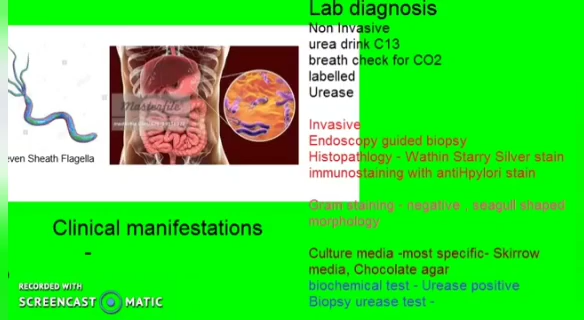 Lab diagnosis
Non Invasive
urea drink C13
breath check for CO2
labelled
Urease
Invasive
Endoscopy guided biopsy
Histopathlogy - Wathin Starry Silver stain
immunostaining with antiHpylori stain
Gram staining - negative , seagull shaped
morphology
Culture media -most specific- Skirrow
media, Chocolate agar
biochemical test - Urease positive
Biopsy urease test -
even Sheath Flagella
Masterfile
Clinical manifestations
-
RECORDED WITH
SCREENCAST MATIC